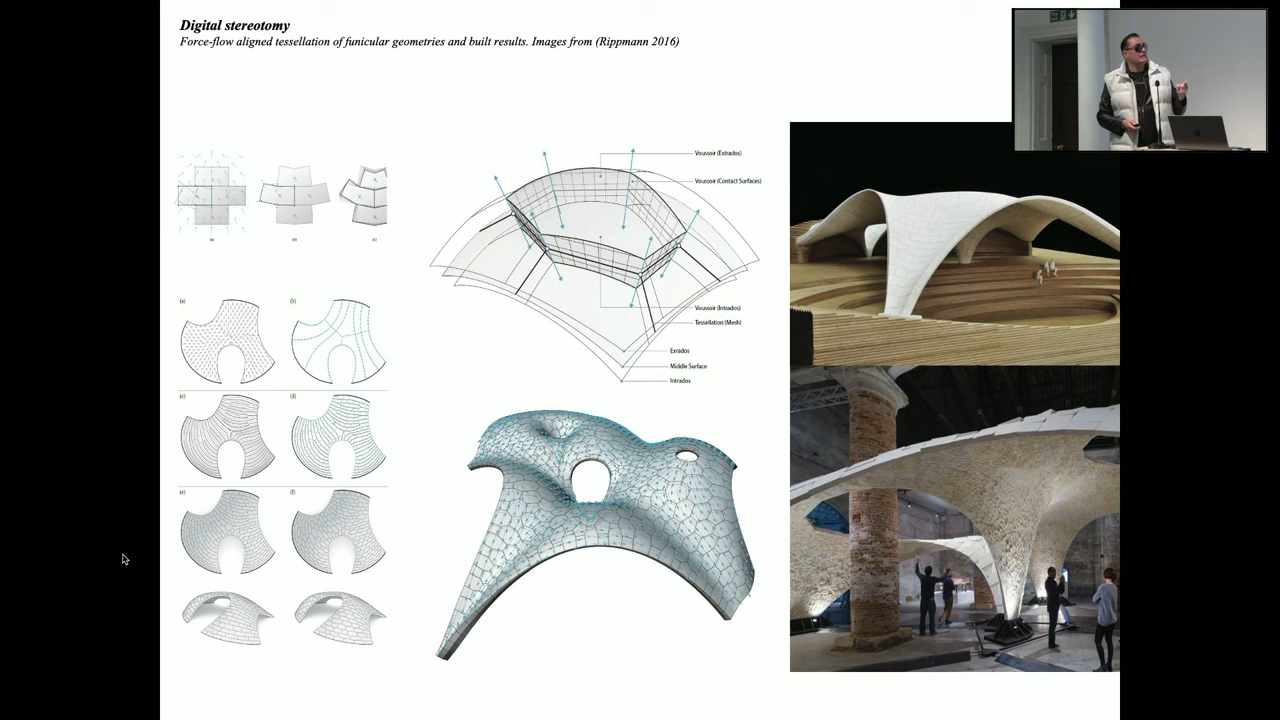 Digital stereotomy
Force-flow aligned tessellation of funicular geometries and built results. Images from (Rippmann 2016)
Voussoir (Extrados)
Voussoir (Contact Surfaces)
Voussoir (Intrados)
Tessellation (Mesh)
Exrados
Middle Surface
Intrados
(a)
(b)
(c)
(a)
(b)
(c)
(d)
(e)
(f)